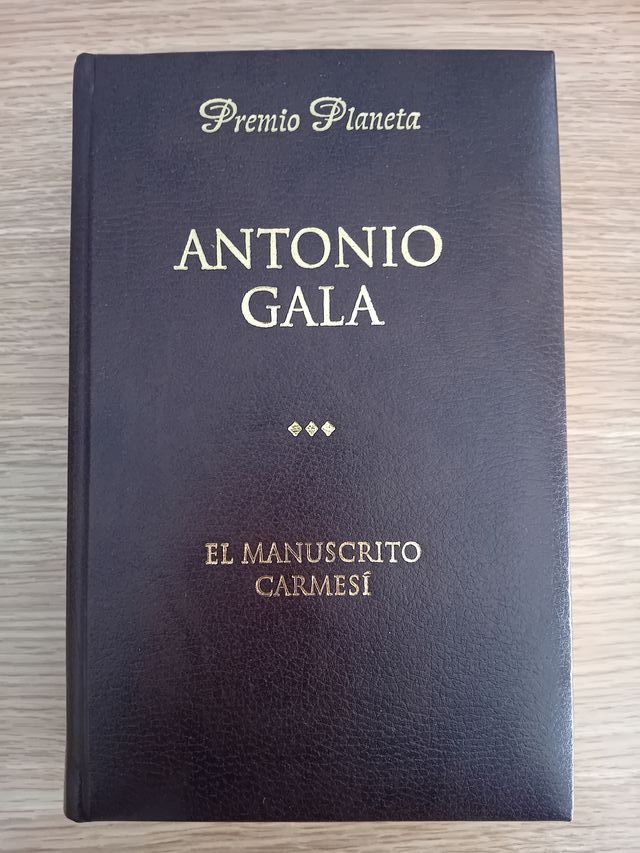 Premio Planeta
ANTONIO
GALA
EL MANUSCRITO
CARMESÍ